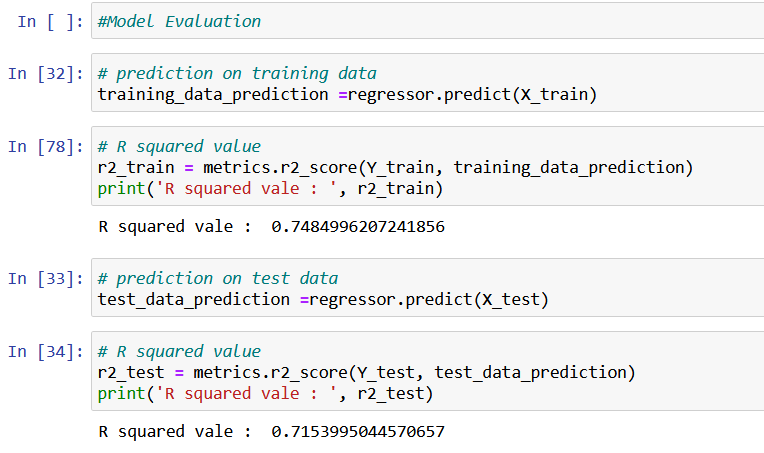 In [ ]: #Model Evaluation
In [32]: # prediction on training data
training_data_prediction =regressor.predict(X_train)
In [78]: # R squared value
r2_train = metrics.r2_score(Y_train, training_data_prediction)
print('R squared vale : ', r2_train)
R squared vale :  0.7484996207241856
In [33]: # prediction on test data
test_data_prediction =regressor.predict(X_test)
In [34]: # R squared value
r2_test = metrics.r2_score(Y_test, test_data_prediction)
print('R squared vale : ', r2_test)
R squared vale :  0.7153995044570657